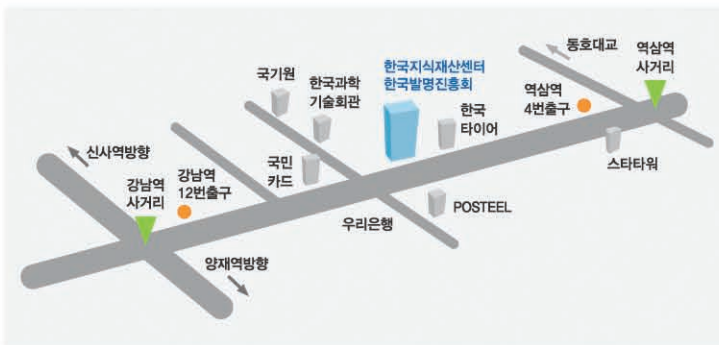 동호대교
역삼역
사거리
한국지식재산센터
한국발명진흥회
국기원
한국과학
기술회관
역삼역
4번출구
한국
타이어
스타타워
신사역방향
강남역
12번출구
국민
카드
강남역
사거리
POSTEEL
우리은행
양재역방향